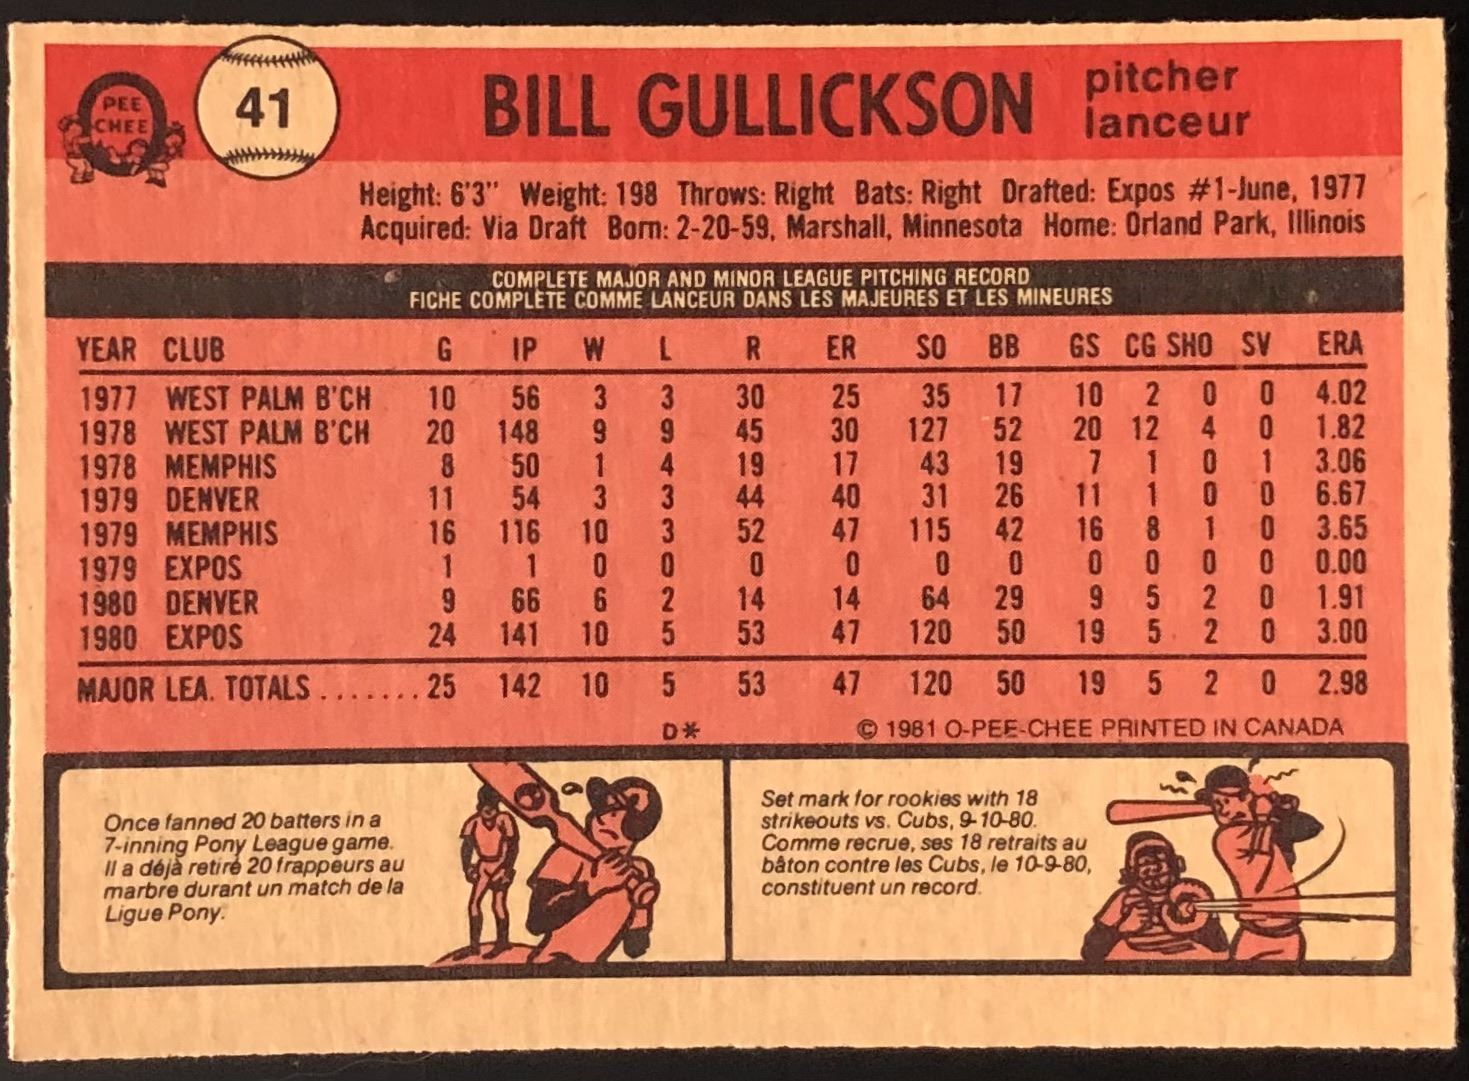 PEE
CHEE
41
BILL GULLICKSON
pitcher
lanceur
Height: 6'3" Weight: 198 Throws: Right Bats: Right Drafted: Expos #1-June, 1977
Acquired: Via Draft Born: 2-20-59, Marshall, Minnesota Home: Orland Park, Illinois
COMPLETE MAJOR AND MINOR LEAGUE PITCHING RECORD
FICHE COMPLÈTE COMME LANCEUR DANS LES MAJEURES ET LES MINEURES
YEAR CLUB G IP W L R ER SO BB GS CG SHO SV ERA
1977 WEST PALM B'CH 10 56 3 3 30 25 35 17 10 2 0 0 4.02
1978 WEST PALM B'CH 20 148 9 9 45 30 127 52 20 12 4 0 1.82
1978 MEMPHIS 8 50 1 4 19 17 43 19 7 1 0 1 3.06
1979 DENVER 11 54 3 3 44 40 31 26 11 1 0 0 6.67
1979 MEMPHIS 16 116 10 3 52 47 115 42 16 8 1 0 3.65
1979 EXPOS 1 1 0 0 0 0 0 0 0 0 0 0 0.00
1980 DENVER 9 66 6 2 14 14 64 29 9 5 2 0 1.91
1980 EXPOS 24 141 10 5 53 47 120 50 19 5 2 0 3.00
MAJOR LEA. TOTALS ....... 25 142 10 5 53 47 120 50 19 5 2 0 2.98
D* © 1981 O-PEE-CHEE PRINTED IN CANADA
Once fanned 20 batters in a
7-inning Pony League game.
Il a déjà retiré 20 frappeurs au
marbre durant un match de la
Ligue Pony.
Set mark for rookies with 18
strikeouts vs. Cubs, 9-10-80.
Comme recrue, ses 18 retraits au
bâton contre les Cubs, le 10-9-80,
constituent un record.